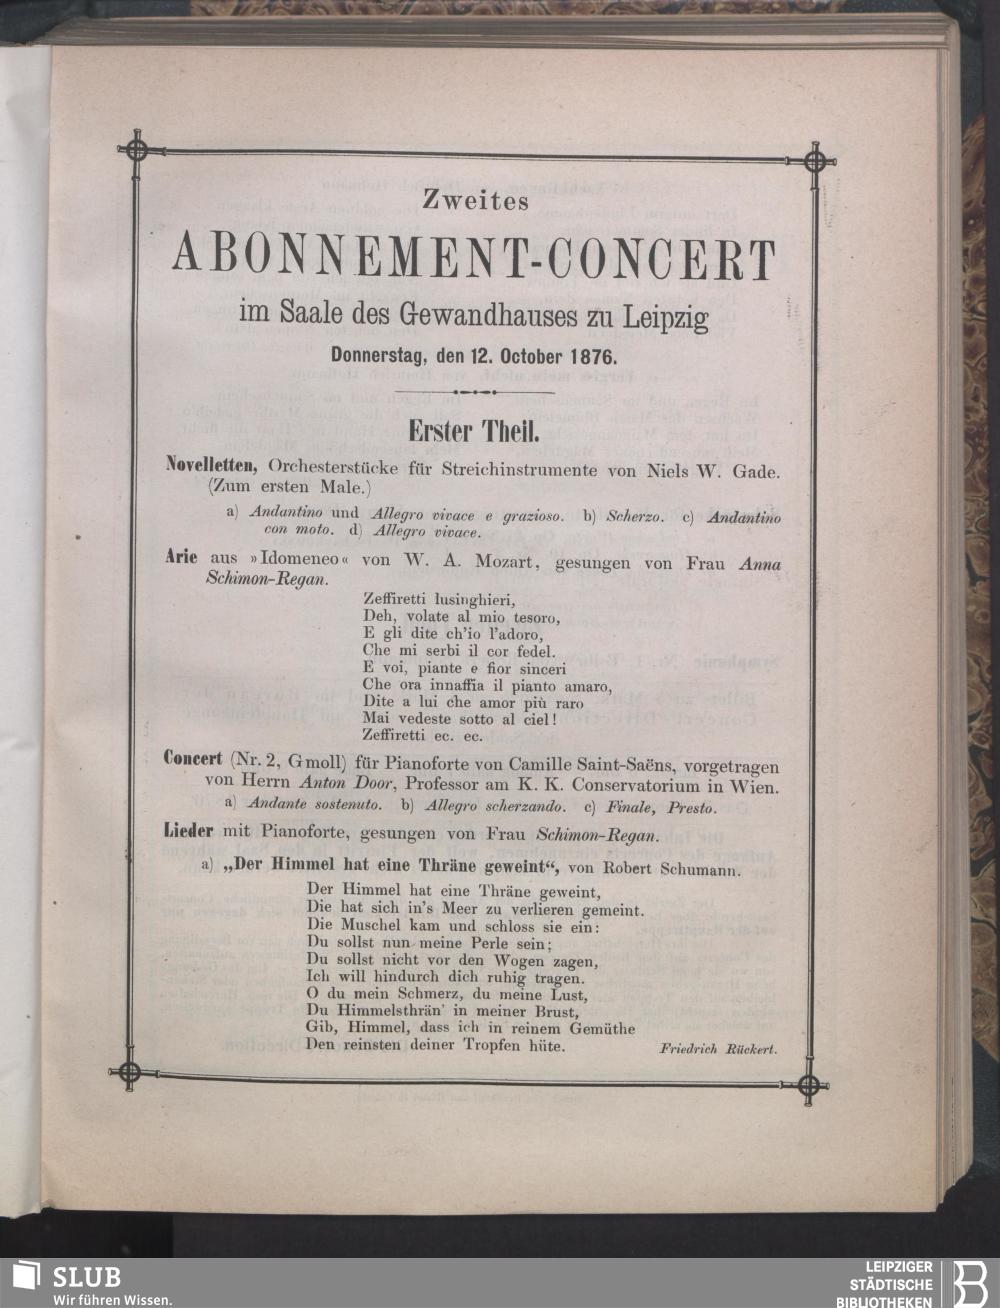 Zweites
ABONNEMENT-CONCERT
im Saale des Gewandhauses zu Leipzig
Donnerstag, den 12. October 1876.
Erster Theil.
Novelletten, Orchesterstücke für Streichinstrumente von Niels W. Gade.
(Zum ersten Male.)
a) Andantino und Allegro vivace e grazioso. b) Scherzo. c) Andantino
con moto. d) Allegro vivace.
Arie aus »Idomeneo« von W. A. Mozart, gesungen von Frau Anna
Schimon-Regan.
Zeffiretti lusinghieri,
Deh, volate al mio tesoro,
E gli dite ch'io l'adoro,
Che mi serbi il cor fedel.
E voi, piante e fior sinceri
Che ora innaffia il pianto amaro,
Dite a lui che amor più raro
Mai vedeste sotto al ciel!
Zeffiretti ec. ec.
Concert (Nr. 2, Gmoll) für Pianoforte von Camille Saint-Saëns, vorgetragen
von Herrn Anton Door, Professor am K. K. Conservatorium in Wien.
a) Andante sostenuto. b) Allegro scherzando. c) Finale, Presto.
Lieder mit Pianoforte, gesungen von Frau Schimon-Regan.
a) „Der Himmel hat eine Thräne geweint“, von Robert Schumann.
Der Himmel hat eine Thräne geweint,
Die hat sich in's Meer zu verlieren gemeint.
Die Muschel kam und schloss sie ein:
Du sollst nun meine Perle sein;
Du sollst nicht vor den Wogen zagen,
Ich will hindurch dich ruhig tragen.
O du mein Schmerz, du meine Lust,
Du Himmelsthrän' in meiner Brust,
Gib, Himmel, dass ich in reinem Gemüthe
Den reinsten deiner Tropfen hüte.
Friedrich Rückert.
SLUB
Wir führen Wissen.
LEIPZIGER
STÄDTISCHE
BIBLIOTHEKEN